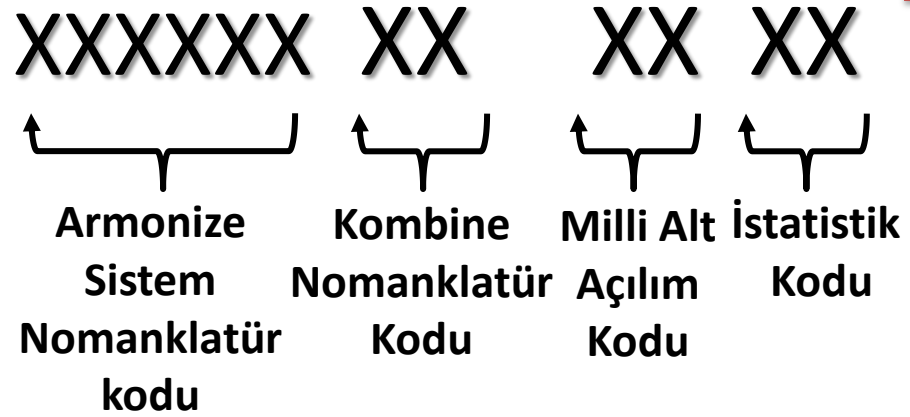 XXXXXX XX XX XX
Armonize
Sistem
Nomanklatür
kodu
Kombine
Nomanklatür
Kodu
Milli Alt
Açılım
Kodu
İstatistik
Kodu